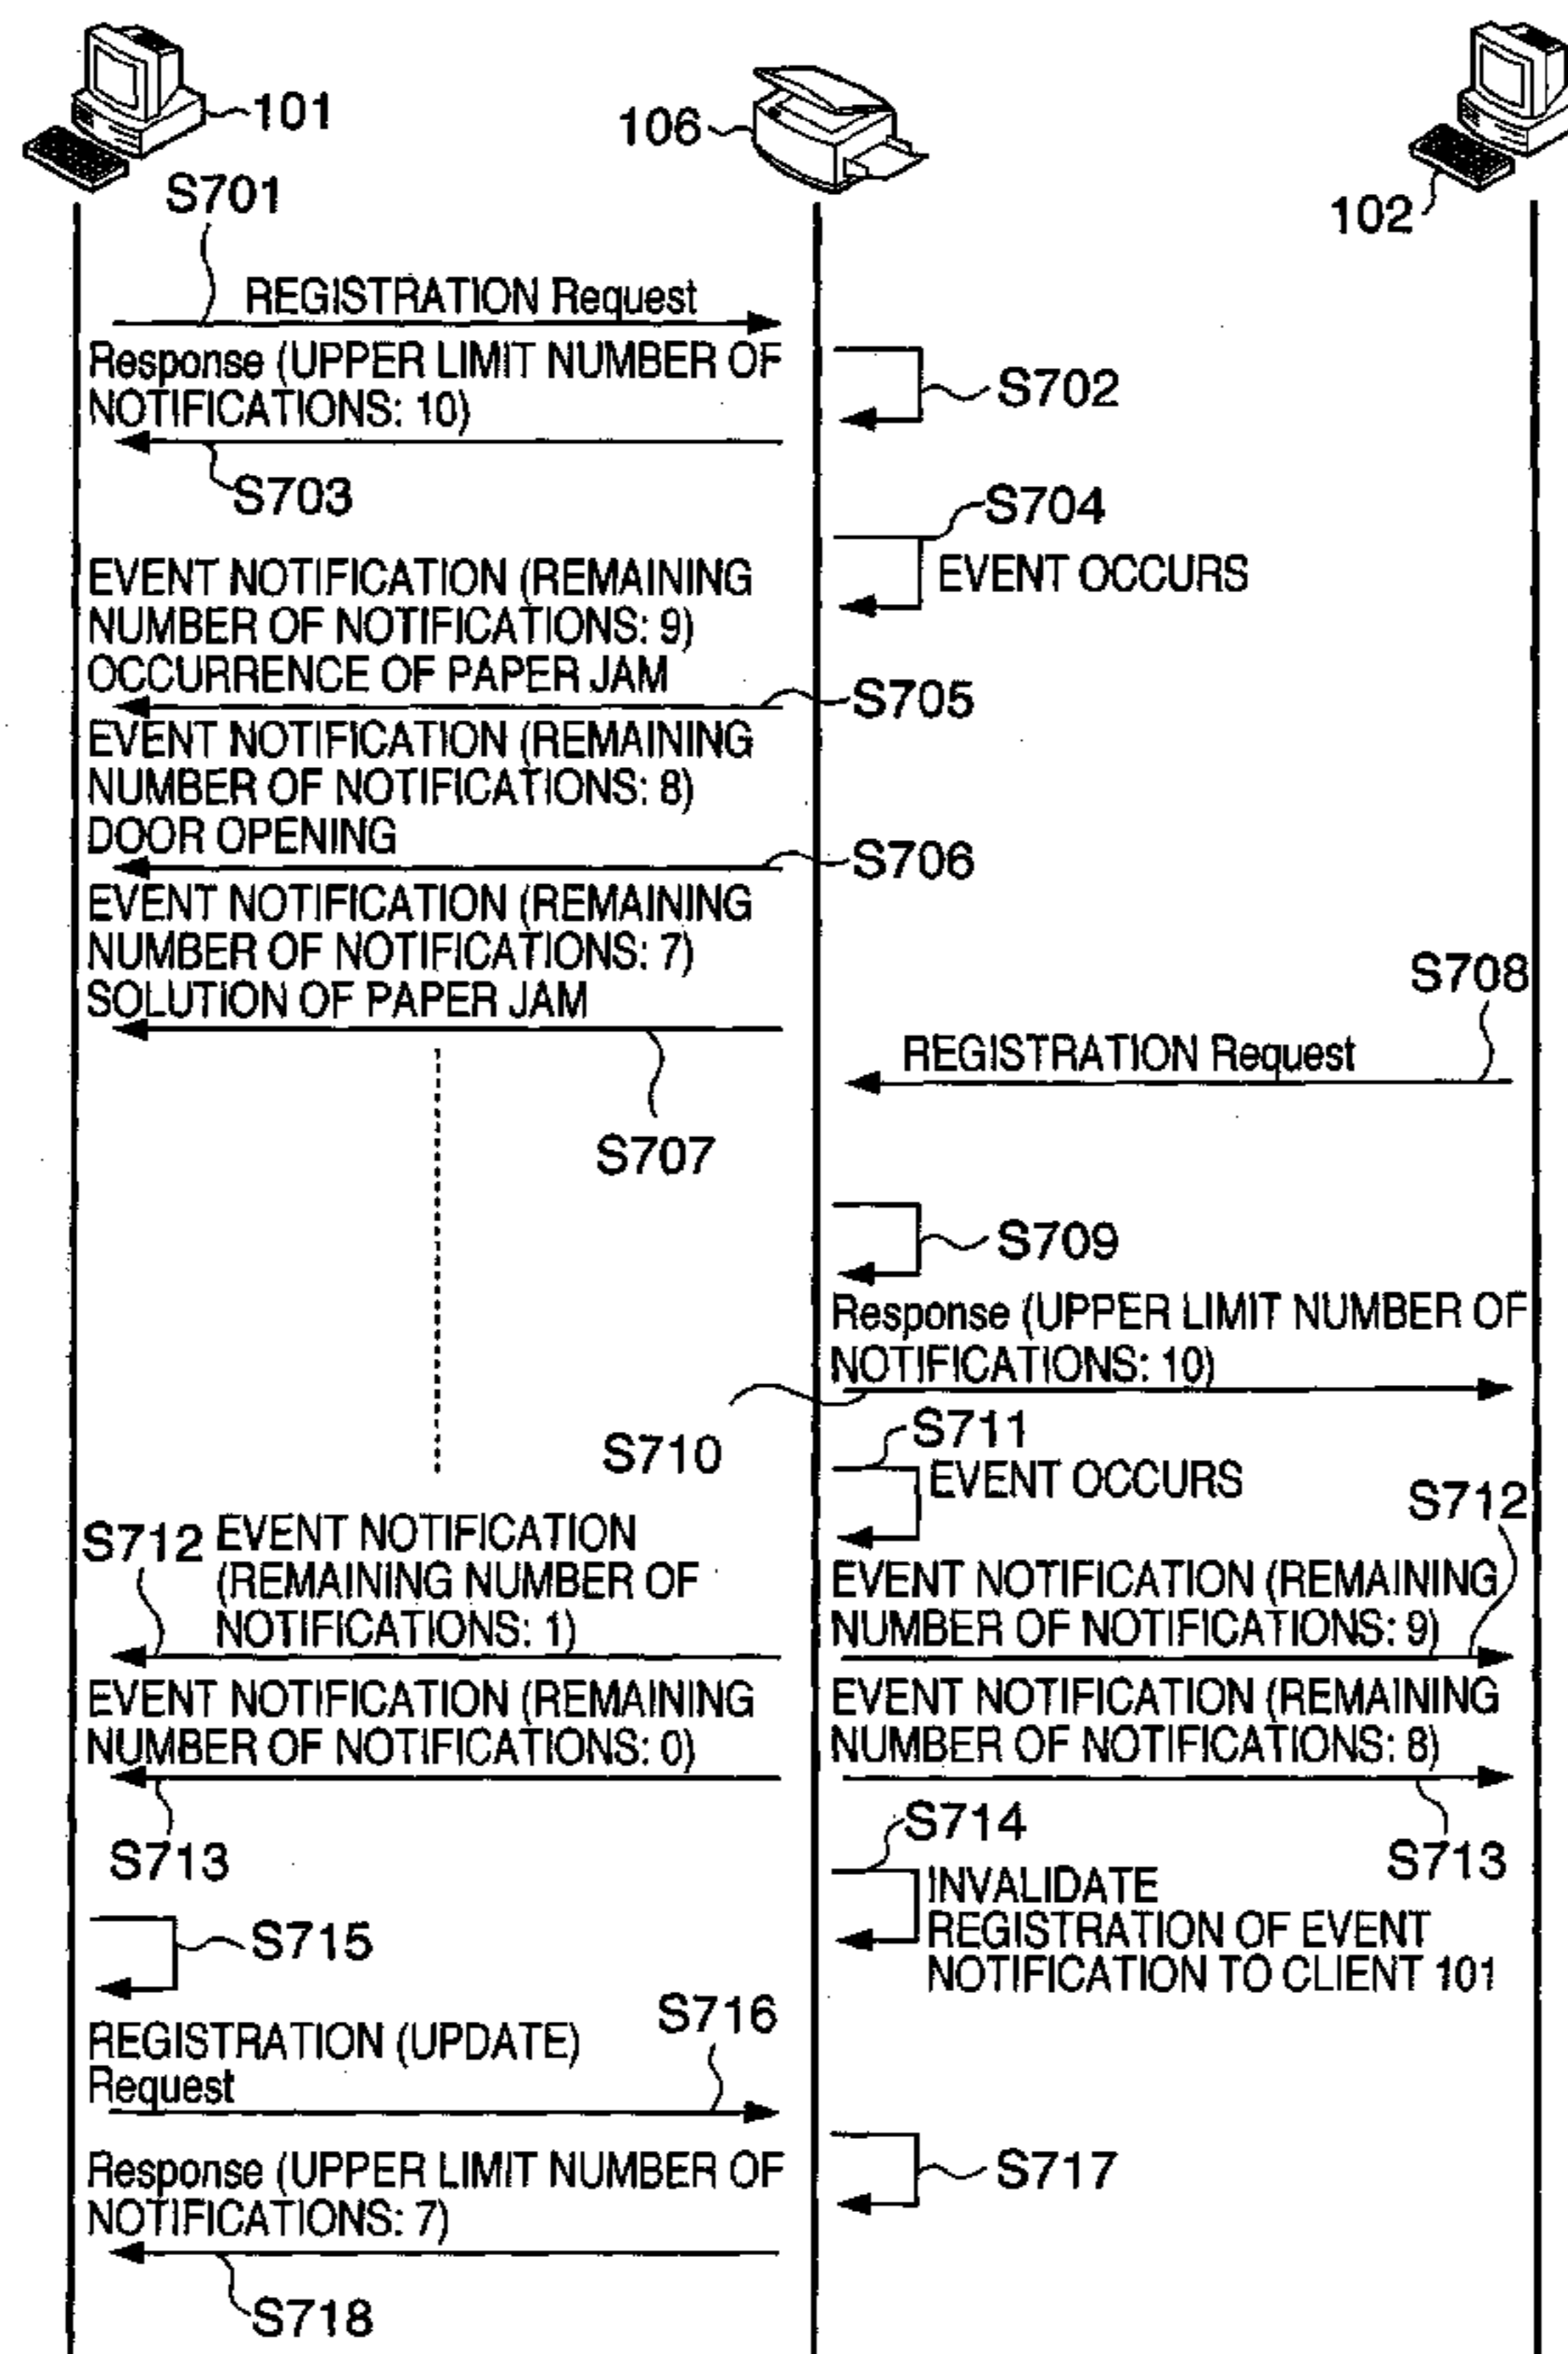 101
106
102
S701
REGISTRATION Request
Response (UPPER LIMIT NUMBER OF
NOTIFICATIONS: 10)
S702
S703
S704
EVENT OCCURS
EVENT NOTIFICATION (REMAINING
NUMBER OF NOTIFICATIONS: 9)
OCCURRENCE OF PAPER JAM
S705
EVENT NOTIFICATION (REMAINING
NUMBER OF NOTIFICATIONS: 8)
DOOR OPENING
S706
EVENT NOTIFICATION (REMAINING
NUMBER OF NOTIFICATIONS: 7)
SOLUTION OF PAPER JAM
S707
S708
REGISTRATION Request
S709
Response (UPPER LIMIT NUMBER OF
NOTIFICATIONS: 10)
S710
S711
EVENT OCCURS
S712
EVENT NOTIFICATION
(REMAINING NUMBER OF
NOTIFICATIONS: 1)
S712
EVENT NOTIFICATION (REMAINING
NUMBER OF NOTIFICATIONS: 9)
EVENT NOTIFICATION (REMAINING
NUMBER OF NOTIFICATIONS: 0)
S713
EVENT NOTIFICATION (REMAINING
NUMBER OF NOTIFICATIONS: 8)
S713
S714
INVALIDATE
REGISTRATION OF EVENT
NOTIFICATION TO CLIENT 101
S715
REGISTRATION (UPDATE)
Request
S716
S717
Response (UPPER LIMIT NUMBER OF
NOTIFICATIONS: 7)
S718